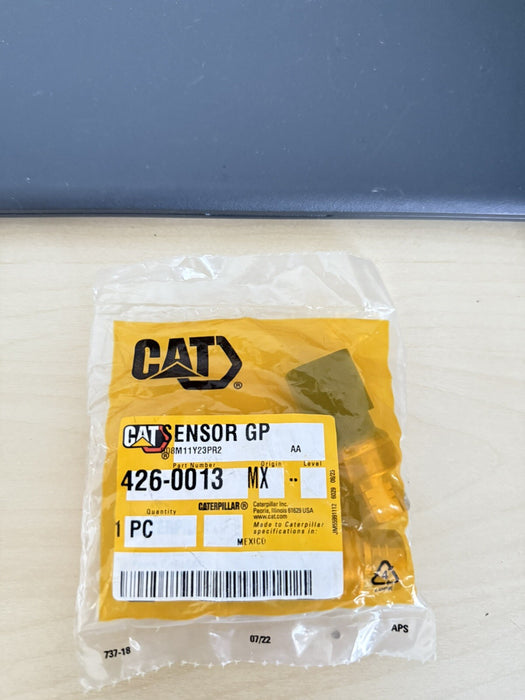 CAT®
CAT® SENSOR GP
08M11Y23PR2 AA
Part Number Origin Level
426-0013 MX --
Quantity CATERPILLAR®
1 PC
Caterpillar Inc.
Peoria, Illinois 61629 USA
www.cat.com
Made to Caterpillar
specifications in:
MEXICO
4
737-18 07/22 APS